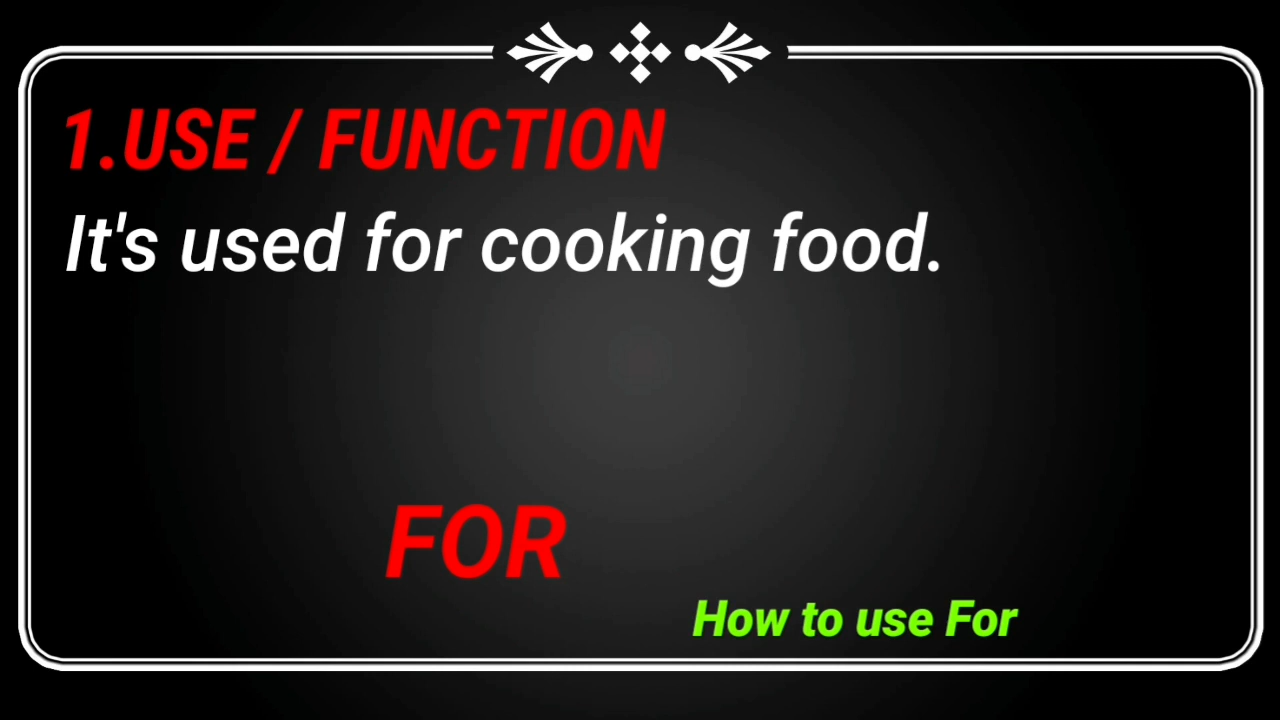 1.USE / FUNCTION
It's used for cooking food.
FOR
How to use For